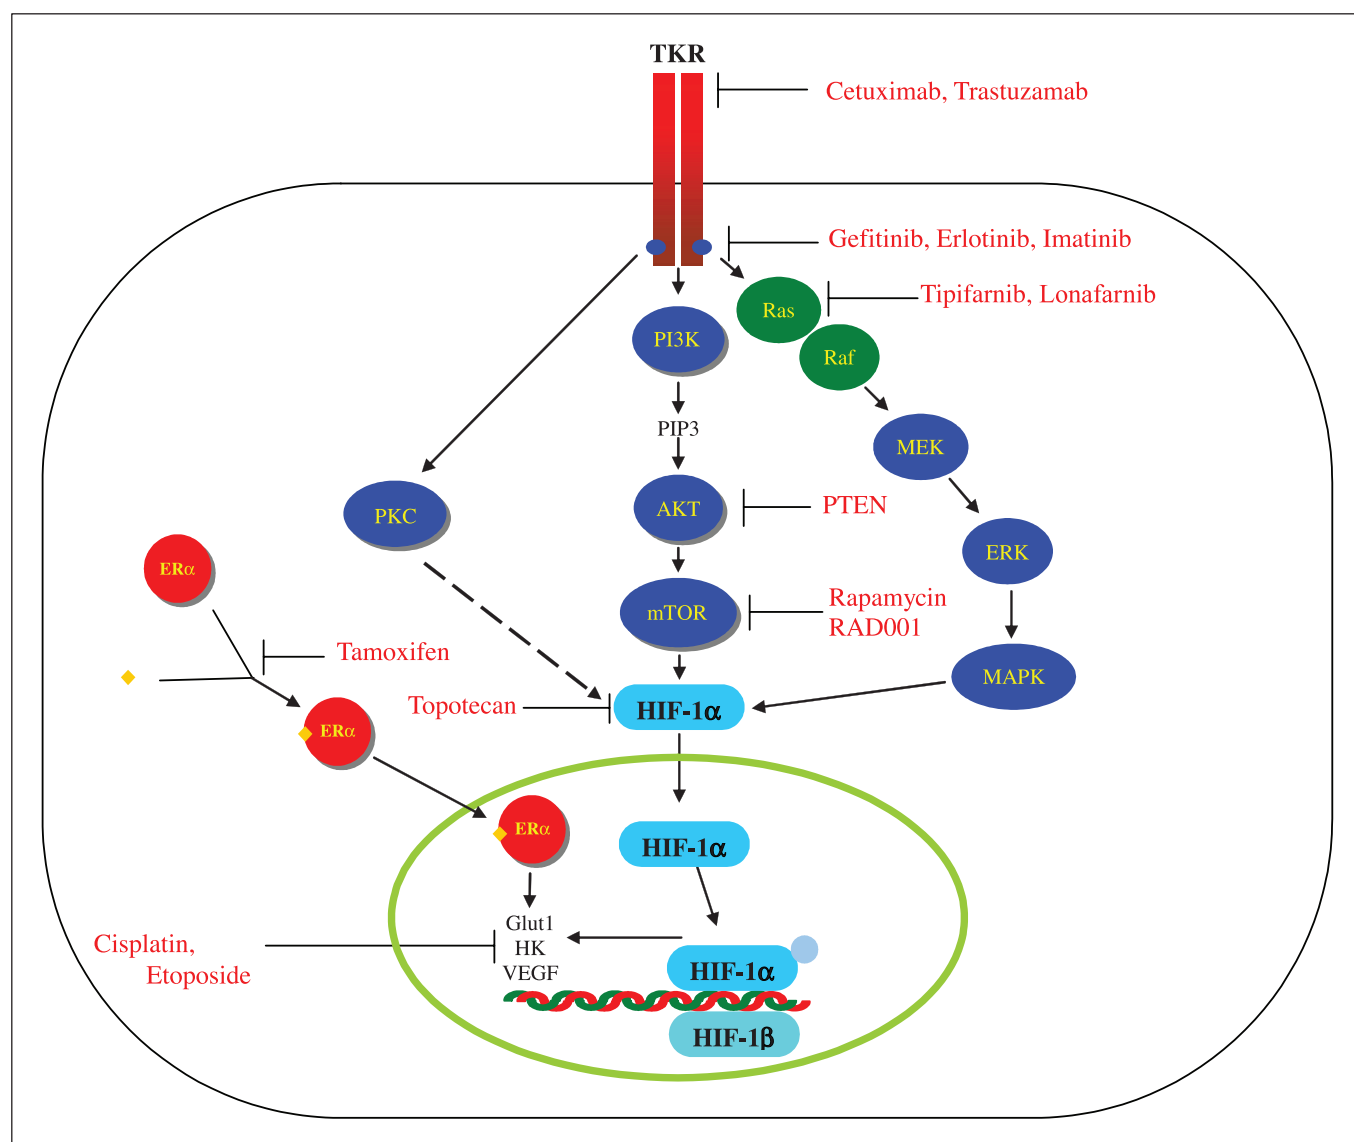 TKR
Cetuximab, Trastuzamab
Gefitinib, Erlotinib, Imatinib
Tipifarnib, Lonafarnib
Ras
PI3K
Raf
PIP3
MEK
AKT
PTEN
PKC
ERK
ERα
mTOR
Rapamycin
RAD001
Tamoxifen
MAPK
Topotecan
HIF-1α
ERα
ERα
HIF-1α
Glut1
HK
VEGF
Cisplatin,
Etoposide
HIF-1α
HIF-1β